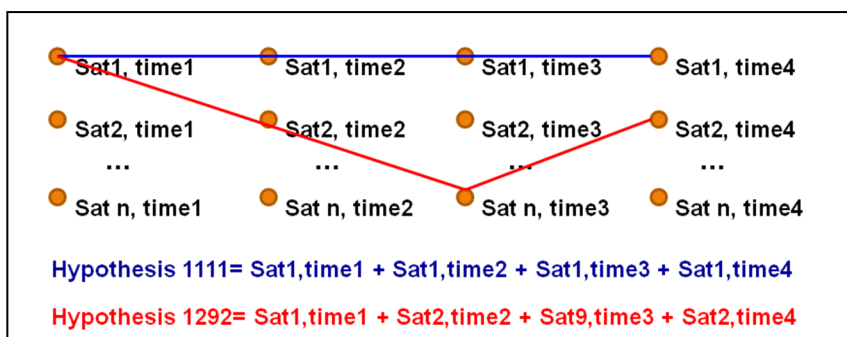 Sat1, time1 Sat1, time2 Sat1, time3 Sat1, time4
Sat2, time1 Sat2, time2 Sat2, time3 Sat2, time4
... ... ... ...
Sat n, time1 Sat n, time2 Sat n, time3 Sat n, time4
Hypothesis 1111= Sat1,time1 + Sat1,time2 + Sat1,time3 + Sat1,time4
Hypothesis 1292= Sat1,time1 + Sat2,time2 + Sat9,time3 + Sat2,time4